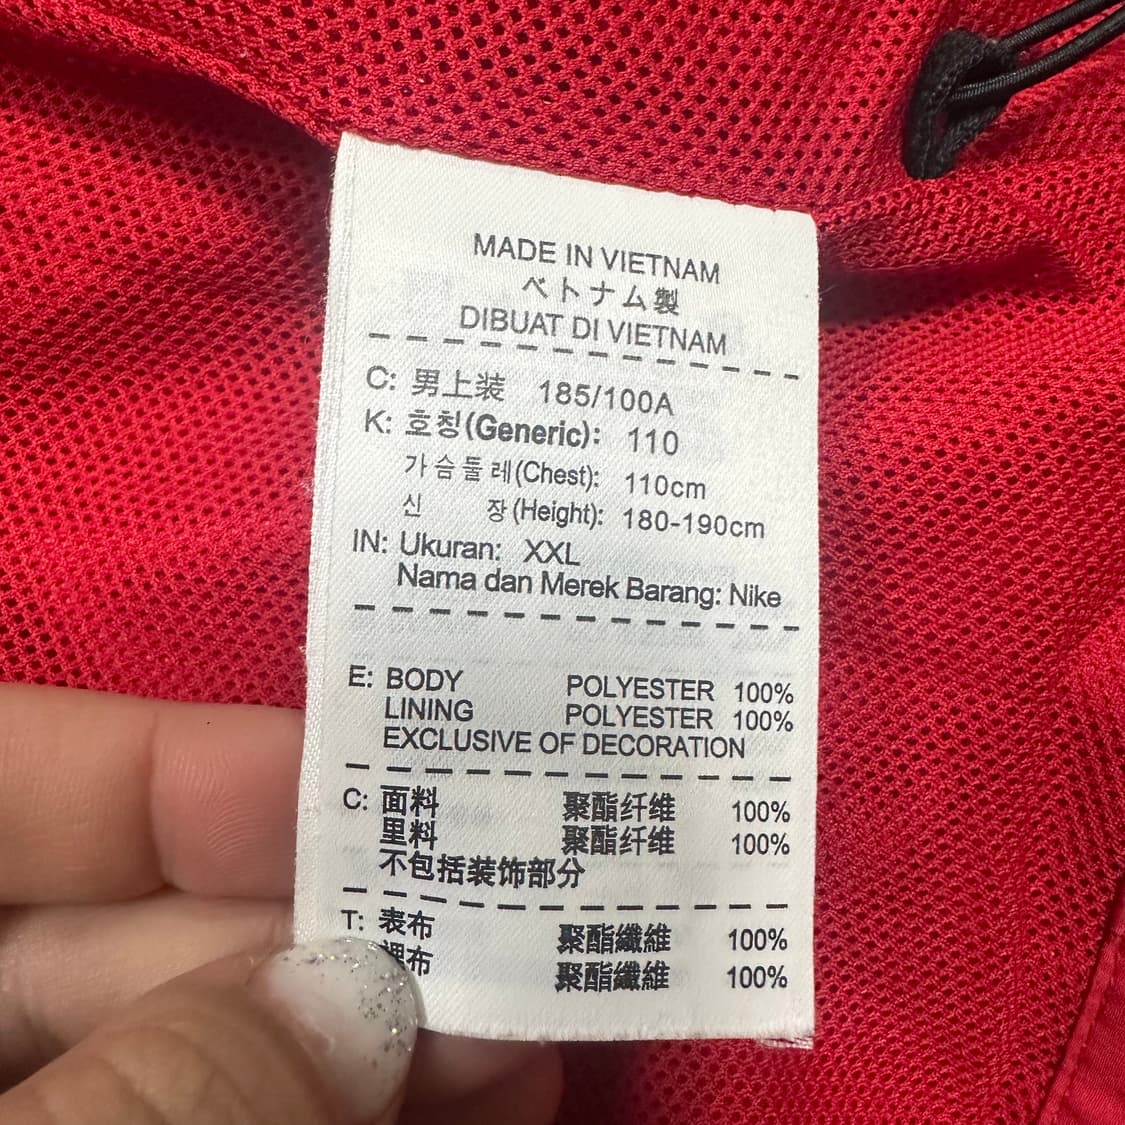 MADE IN VIETNAM
ベトナム製
DIBUAT DI VIETNAM
C: 男上装 185/100A
K: 호칭(Generic): 110
가슴둘레(Chest): 110cm
신 장(Height): 180-190cm
IN: Ukuran: XXL
Nama dan Merek Barang: Nike
E: BODY POLYESTER 100%
LINING POLYESTER 100%
EXCLUSIVE OF DECORATION
C: 面料 聚酯纤维 100%
里料 聚酯纤维 100%
不包括装饰部分
T: 表布 聚酯纖維 100%
裡布 聚酯纖維 100%